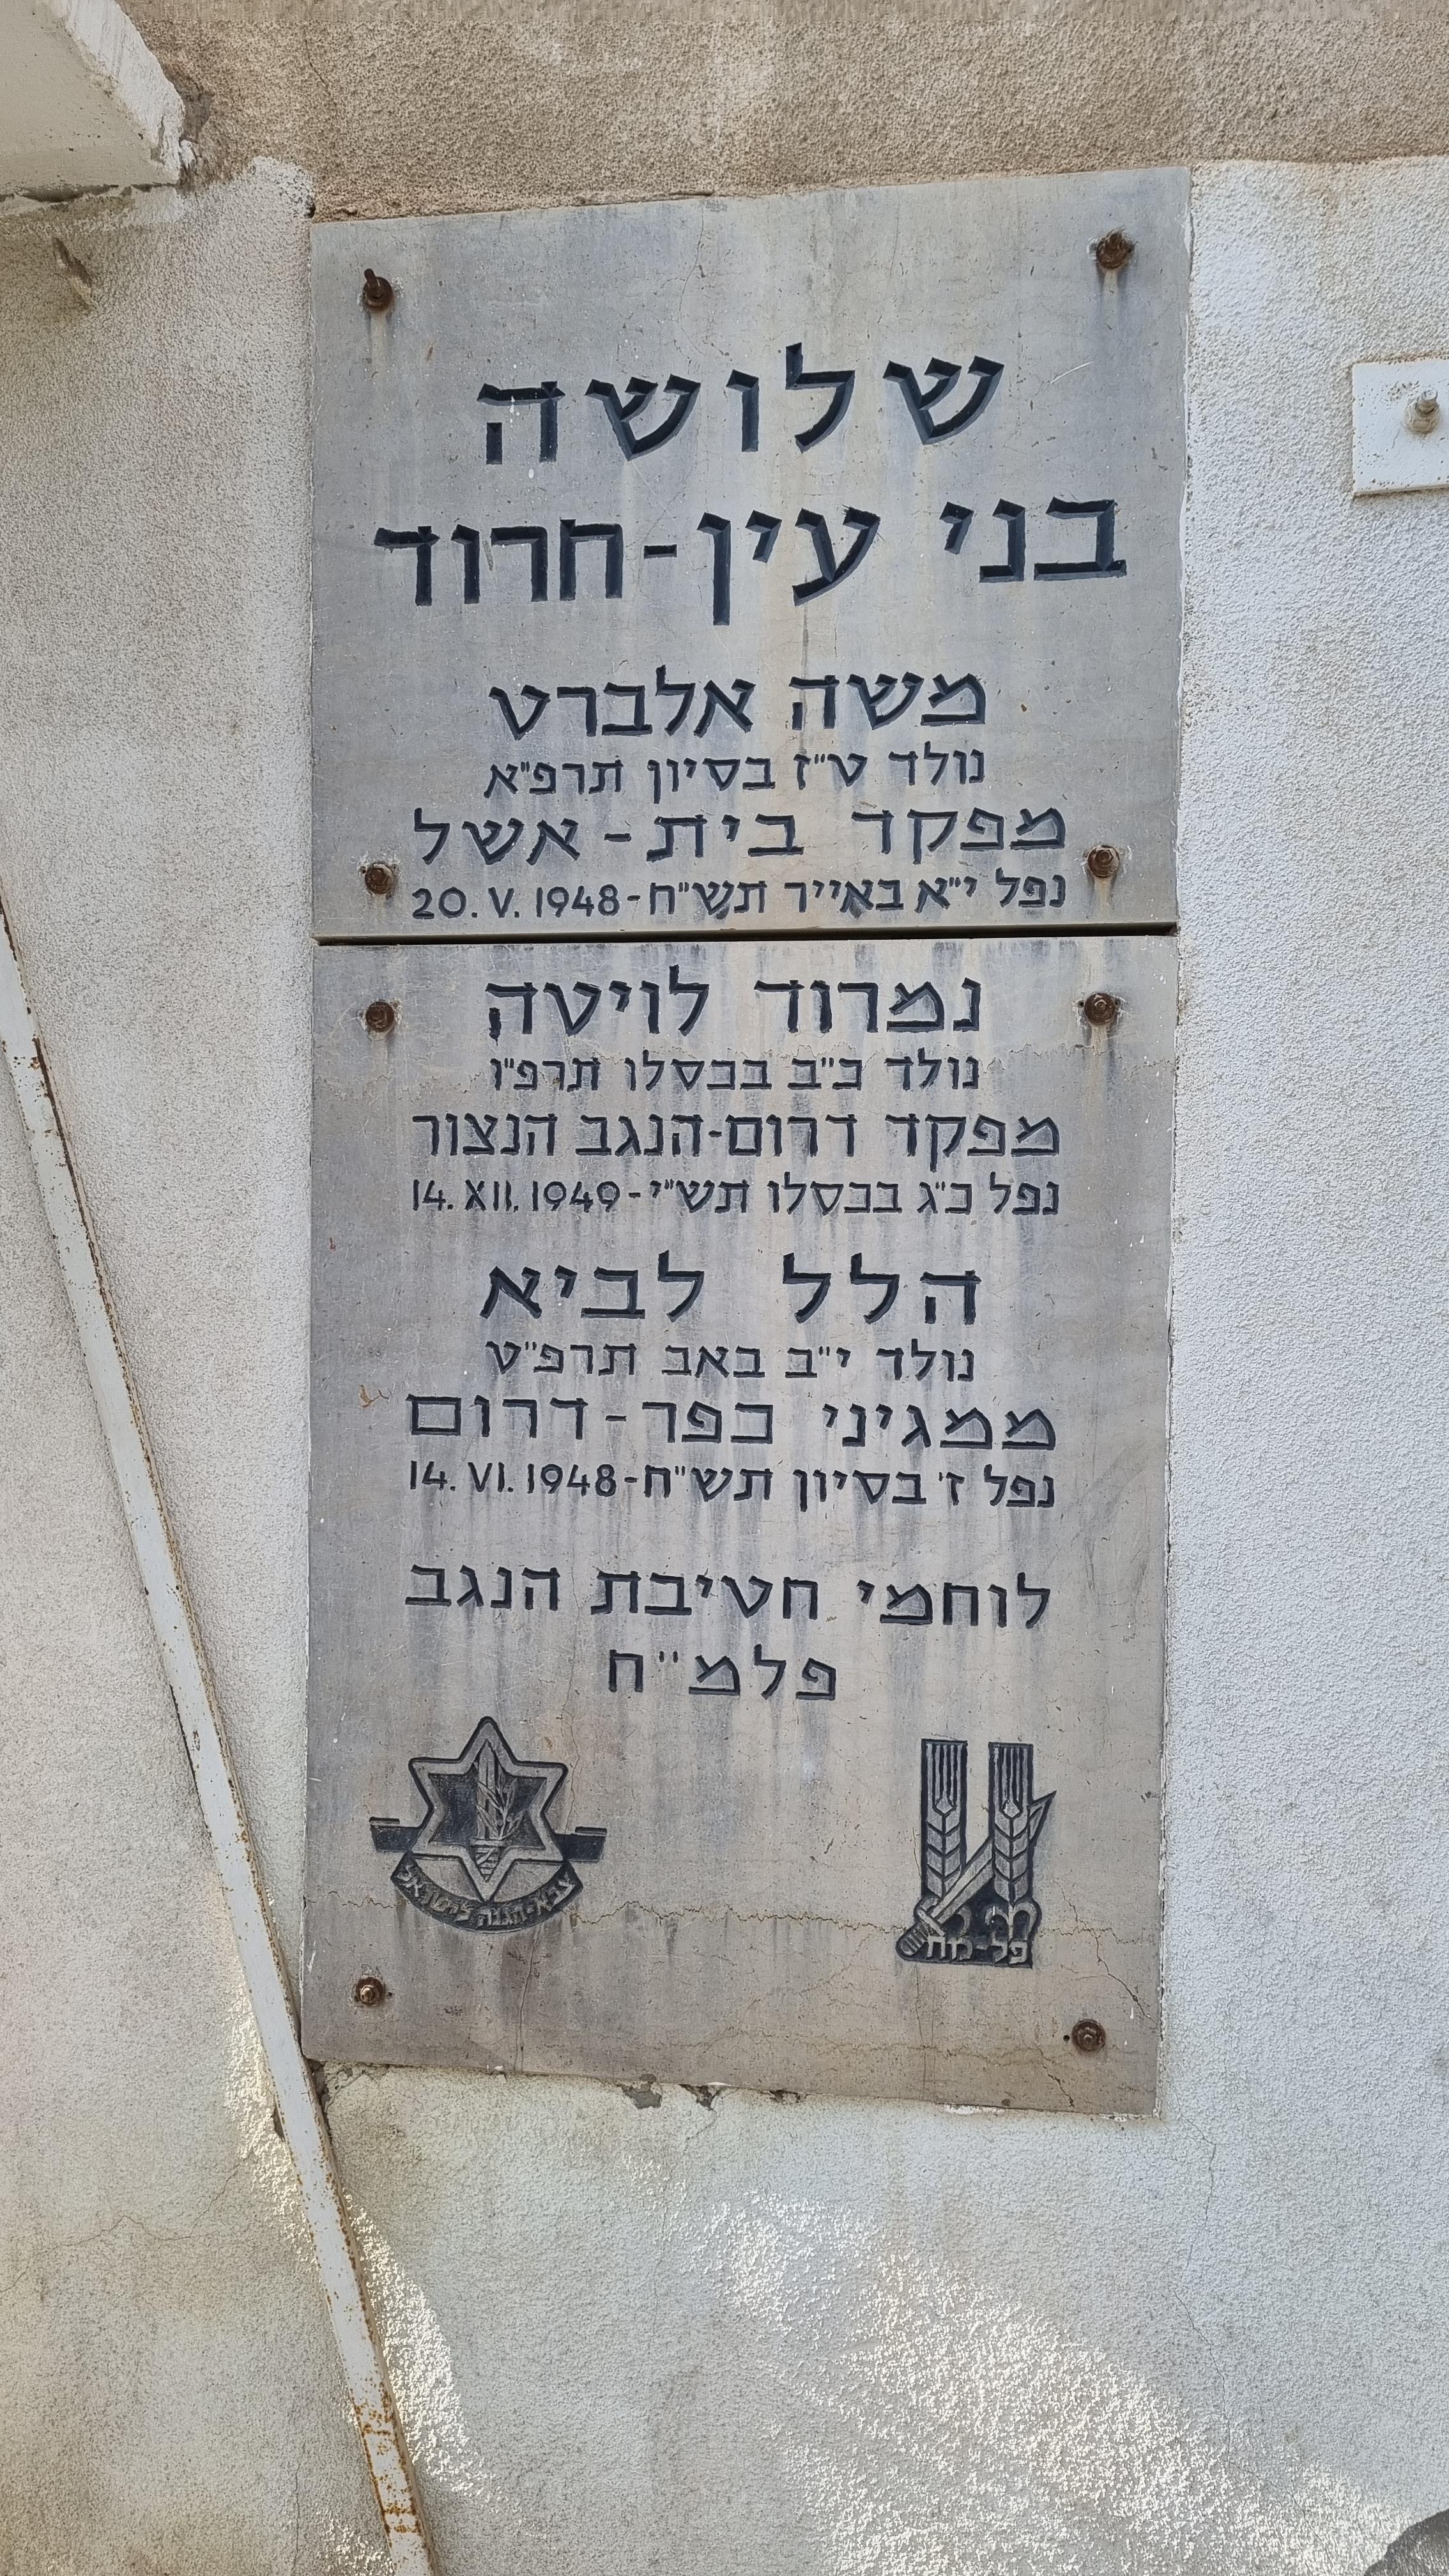 שלושה
בני עין-חרוד
משה אלברט
נולד ט"ז בסיון תרפ"א
מפקד בית-אשל
נפל י"א באייר תש"ח-20.V.1948
נמרוד לויטה
נולד כ"ב בכסלו תרפ"ו
מפקד דרום-הנגב הנצור
נפל כ"ג בכסלו תש"י-14.XII.1949
הלל לביא
נולד י"ב באב תרפ"ט
ממגיני כפר-דרום
נפל ז' בסיון תש"ח-14.VI.1948
לוחמי חטיבת הנגב
פלמ"ח
צבא-הגנה לישראל
פל-מח